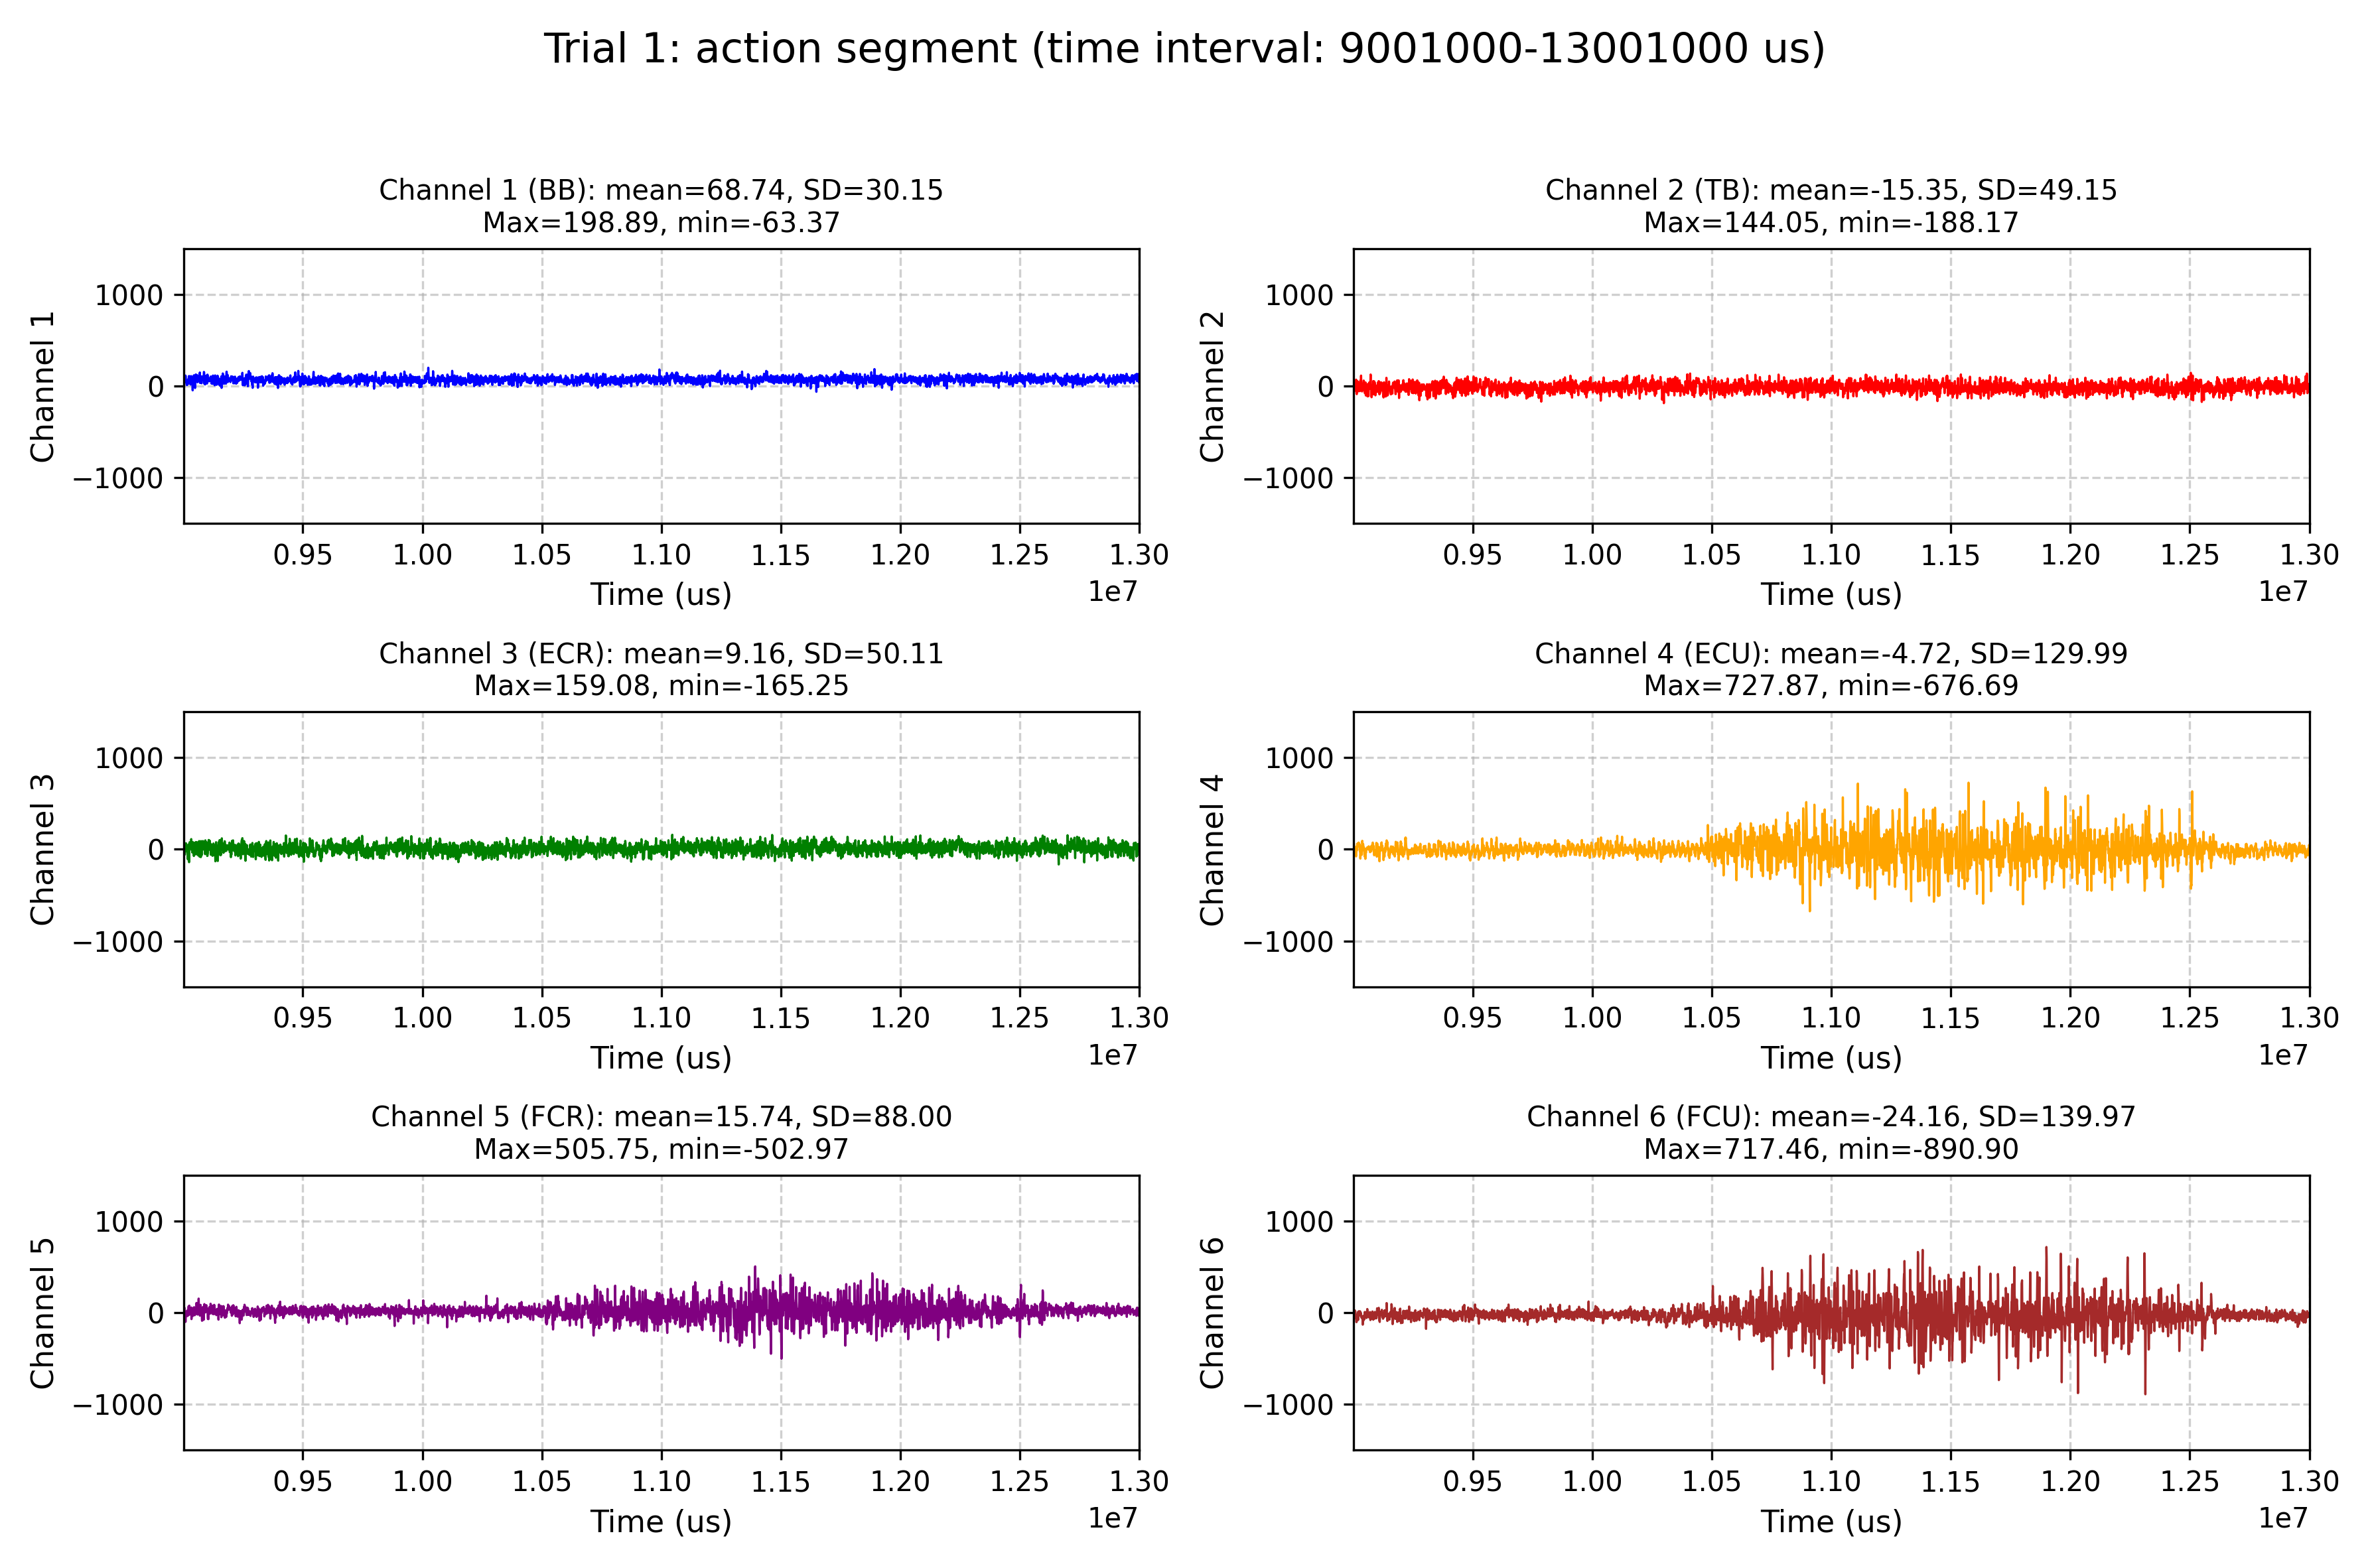 Trial 1: action segment (time interval: 9001000-13001000 us)
Channel 1 (BB): mean=68.74, SD=30.15
Max=198.89, min=-63.37
1000
0
−1000
Channel 1
0.95 1.00 1.05 1.10 1.15 1.20 1.25 1.30
Time (us)
1e7
Channel 2 (TB): mean=-15.35, SD=49.15
Max=144.05, min=-188.17
1000
0
−1000
Channel 2
0.95 1.00 1.05 1.10 1.15 1.20 1.25 1.30
Time (us)
1e7
Channel 3 (ECR): mean=9.16, SD=50.11
Max=159.08, min=-165.25
1000
0
−1000
Channel 3
0.95 1.00 1.05 1.10 1.15 1.20 1.25 1.30
Time (us)
1e7
Channel 4 (ECU): mean=-4.72, SD=129.99
Max=727.87, min=-676.69
1000
0
−1000
Channel 4
0.95 1.00 1.05 1.10 1.15 1.20 1.25 1.30
Time (us)
1e7
Channel 5 (FCR): mean=15.74, SD=88.00
Max=505.75, min=-502.97
1000
0
−1000
Channel 5
0.95 1.00 1.05 1.10 1.15 1.20 1.25 1.30
Time (us)
1e7
Channel 6 (FCU): mean=-24.16, SD=139.97
Max=717.46, min=-890.90
1000
0
−1000
Channel 6
0.95 1.00 1.05 1.10 1.15 1.20 1.25 1.30
Time (us)
1e7